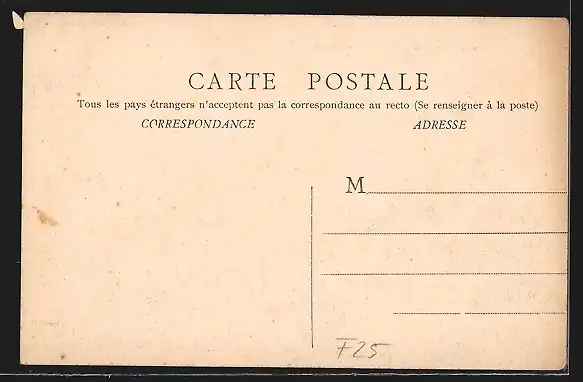 CARTE POSTALE
Tous les pays étrangers n'acceptent pas la correspondance au recto (Se renseigner à la poste)
CORRESPONDANCE ADRESSE
M
F25